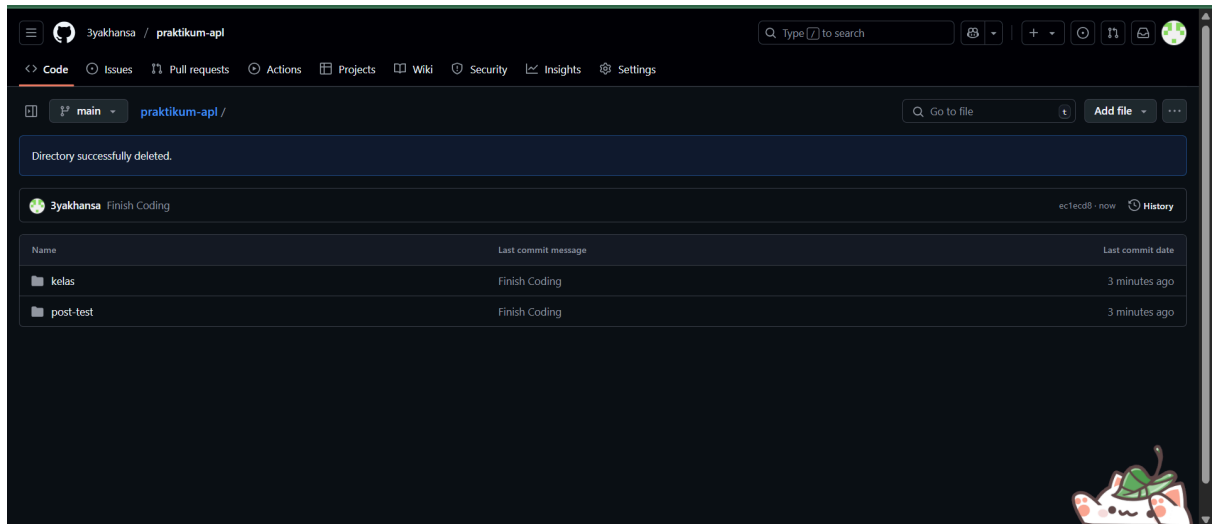 3yakhansa / praktikum-apl
Type / to search
Code Issues Pull requests Actions Projects Wiki Security Insights Settings
main praktikum-apl / Go to file t Add file
Directory successfully deleted.
3yakhansa Finish Coding ec1ecd8 · now History
Name Last commit message Last commit date
kelas Finish Coding 3 minutes ago
post-test Finish Coding 3 minutes ago